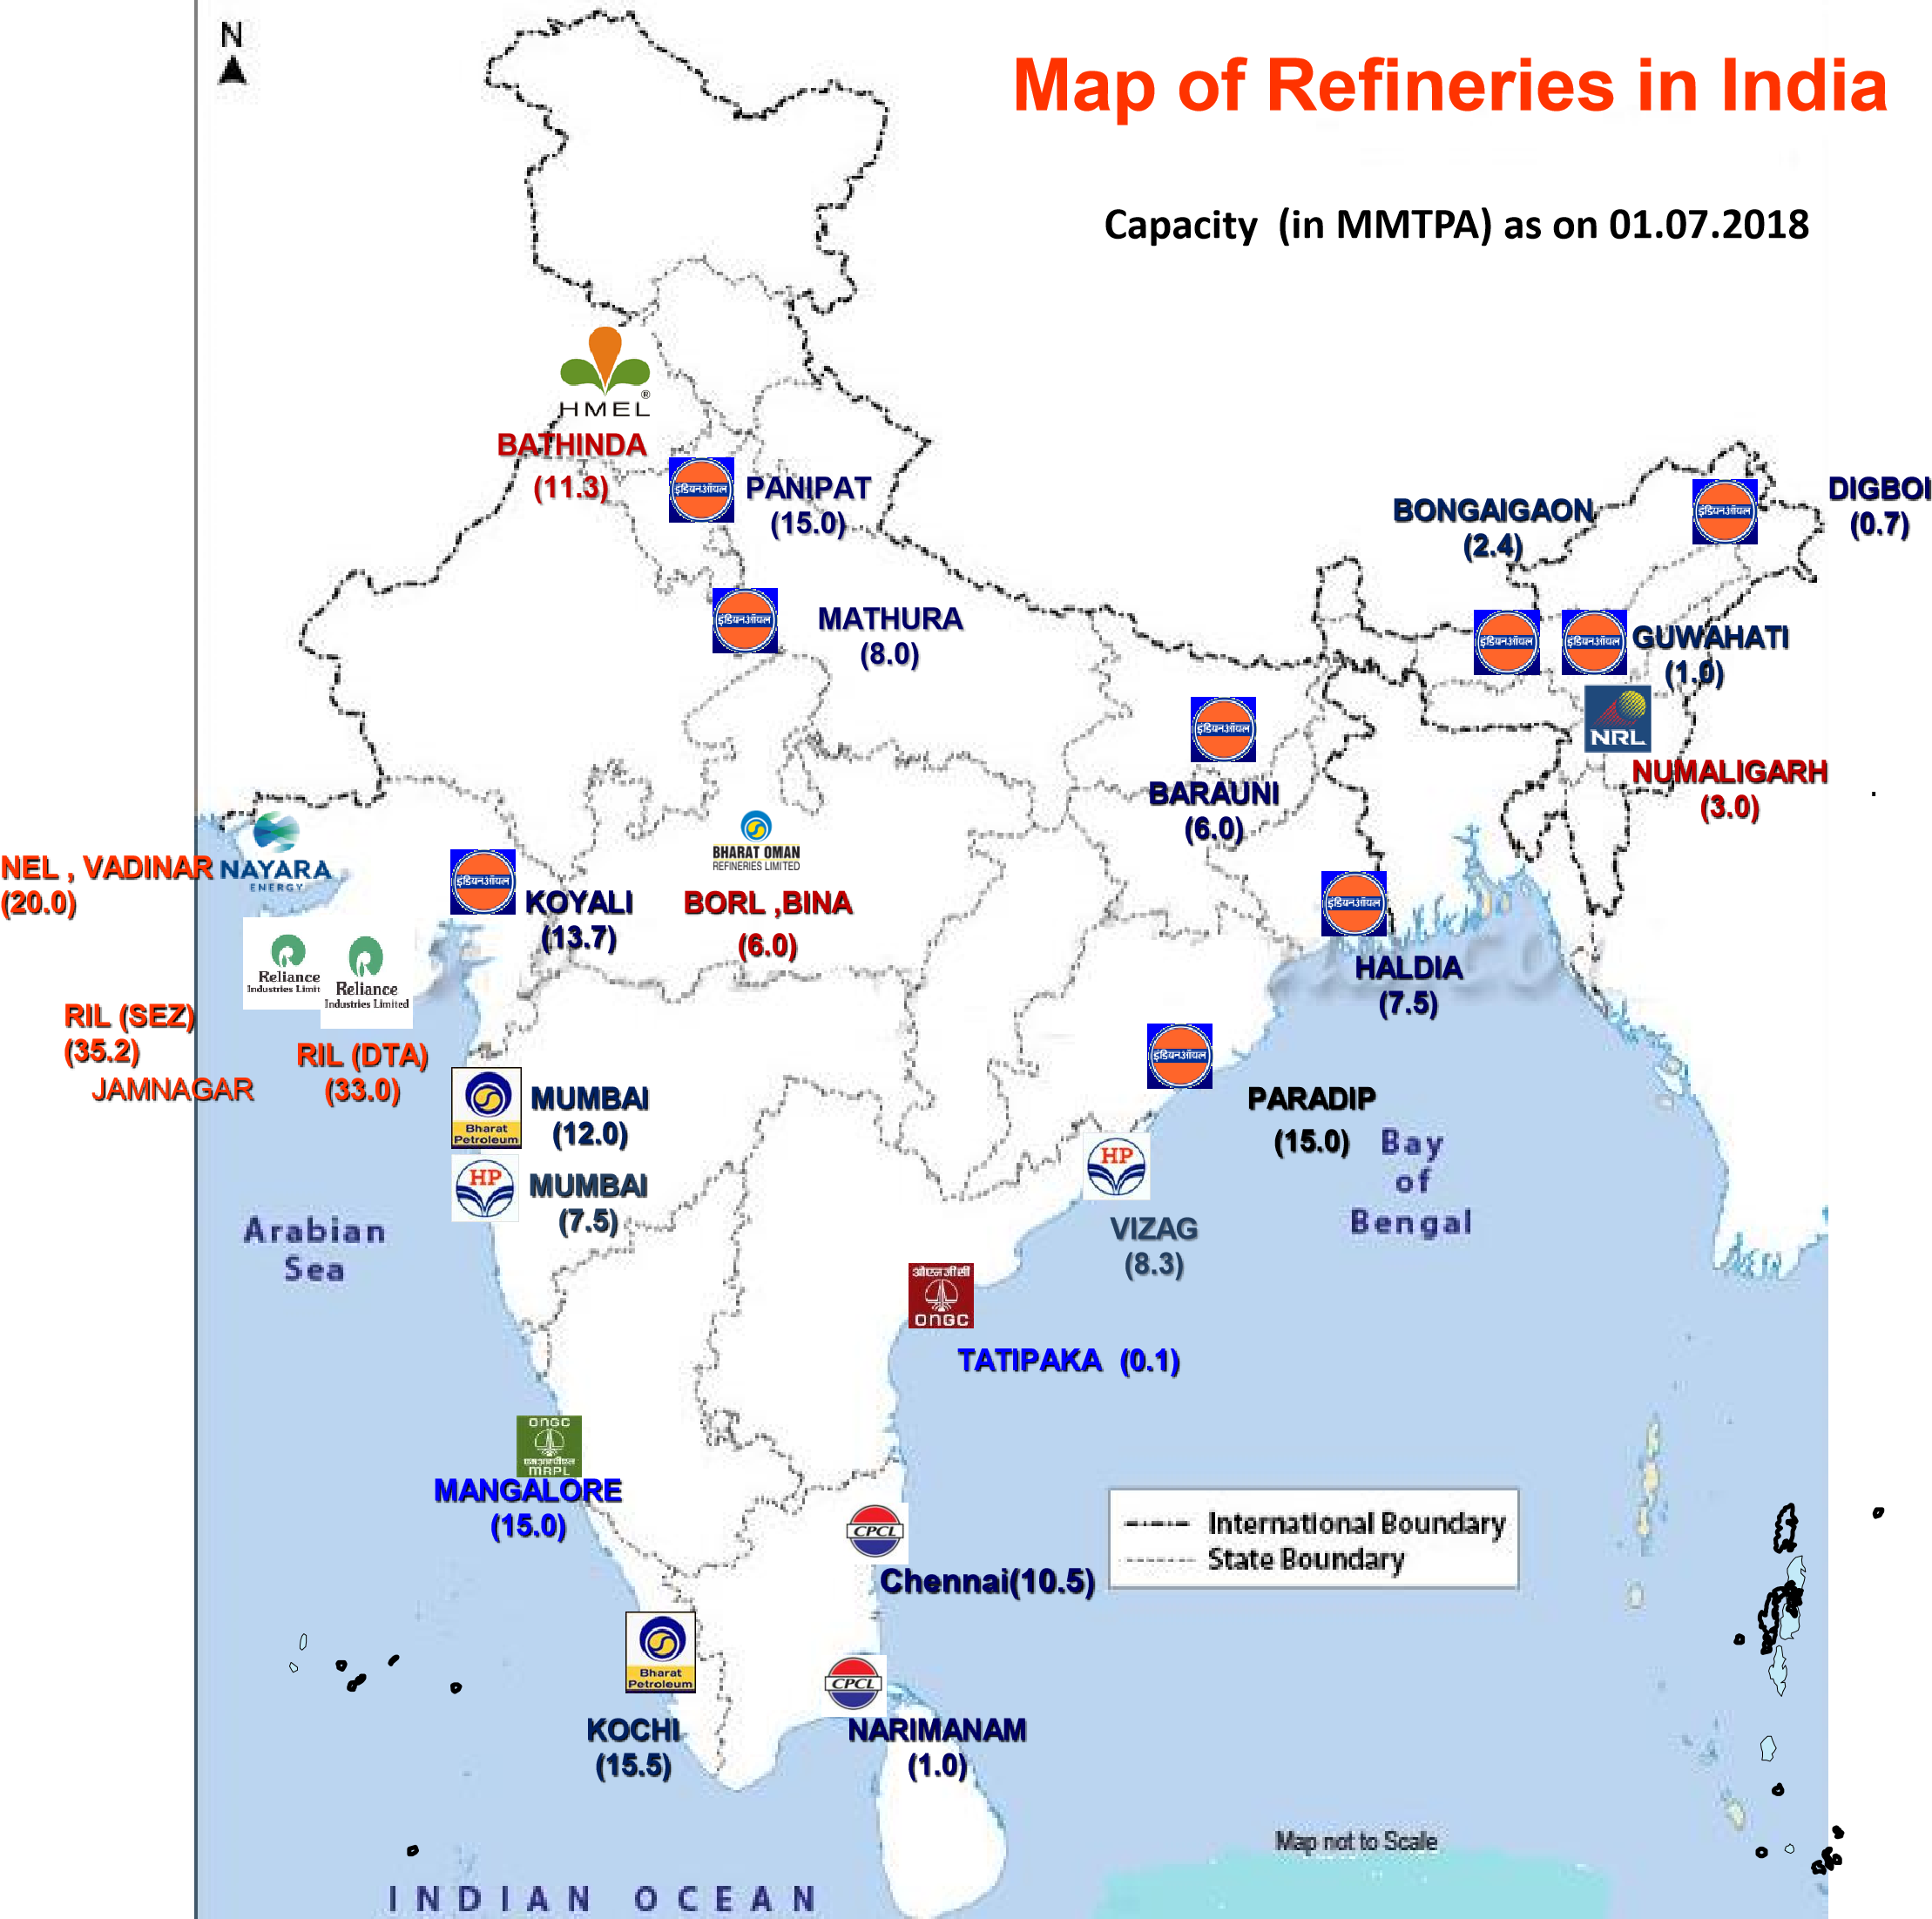 N
Map of Refineries in India
Capacity (in MMTPA) as on 01.07.2018
HMEL
®
BATHINDA
(11.3)
इंडियनऑयल
PANIPAT
(15.0)
इंडियनऑयल
DIGBOI
(0.7)
BONGAIGAON
(2.4)
इंडियनऑयल
MATHURA
(8.0)
इंडियनऑयल
इंडियनऑयल
GUWAHATI
(1.0)
NRL
NUMALIGARH
(3.0)
इंडियनऑयल
BARAUNI
(6.0)
NEL , VADINAR
(20.0)
NAYARA
ENERGY
इंडियनऑयल
KOYALI
(13.7)
BHARAT OMAN
REFINERIES LIMITED
BORL ,BINA
(6.0)
इंडियनऑयल
HALDIA
(7.5)
Reliance
Industries Limit
Reliance
Industries Limited
RIL (SEZ)
(35.2)
JAMNAGAR
RIL (DTA)
(33.0)
इंडियनऑयल
PARADIP
(15.0)
Bharat
Petroleum
MUMBAI
(12.0)
HP
MUMBAI
(7.5)
HP
VIZAG
(8.3)
Bay
of
Bengal
Arabian
Sea
ओएनजीसी
ONGC
TATIPAKA (0.1)
ONGC
एमआरपीएल
MRPL
MANGALORE
(15.0)
CPCL
Chennai(10.5)
International Boundary
State Boundary
Bharat
Petroleum
KOCHI
(15.5)
CPCL
NARIMANAM
(1.0)
Map not to Scale
INDIAN OCEAN